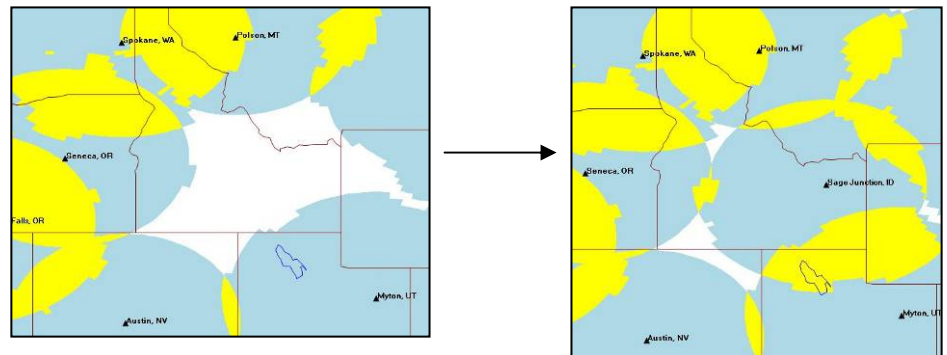 Spokane, WA
Polson, MT
Seneca, OR
Falls, OR
Myton, UT
Austin, NV
Spokane, WA
Polson, MT
Seneca, OR
Sage Junction, ID
Myton, UT
Austin, NV